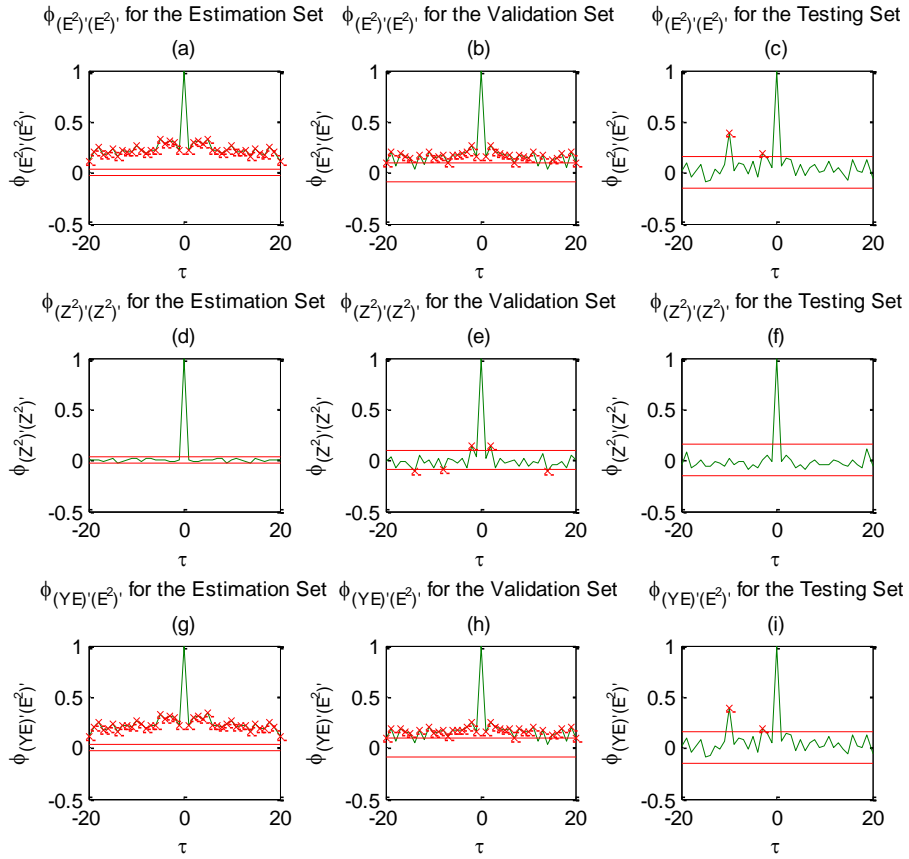 ϕ(E²)'(E²)' for the Estimation Set
(a)
1
0.5
0
-0.5
-20 0 20
τ
ϕ(E²)'(E²)'
ϕ(E²)'(E²)' for the Validation Set
(b)
1
0.5
0
-0.5
-20 0 20
τ
ϕ(E²)'(E²)'
ϕ(E²)'(E²)' for the Testing Set
(c)
1
0.5
0
-0.5
-20 0 20
τ
ϕ(E²)'(E²)'
ϕ(Z²)'(Z²)' for the Estimation Set
(d)
1
0.5
0
-0.5
-20 0 20
τ
ϕ(Z²)'(Z²)'
ϕ(Z²)'(Z²)' for the Validation Set
(e)
1
0.5
0
-0.5
-20 0 20
τ
ϕ(Z²)'(Z²)'
ϕ(Z²)'(Z²)' for the Testing Set
(f)
1
0.5
0
-0.5
-20 0 20
τ
ϕ(Z²)'(Z²)'
ϕ(YE)'(E²)' for the Estimation Set
(g)
1
0.5
0
-0.5
-20 0 20
τ
ϕ(YE)'(E²)'
ϕ(YE)'(E²)' for the Validation Set
(h)
1
0.5
0
-0.5
-20 0 20
τ
ϕ(YE)'(E²)'
ϕ(YE)'(E²)' for the Testing Set
(i)
1
0.5
0
-0.5
-20 0 20
τ
ϕ(YE)'(E²)'